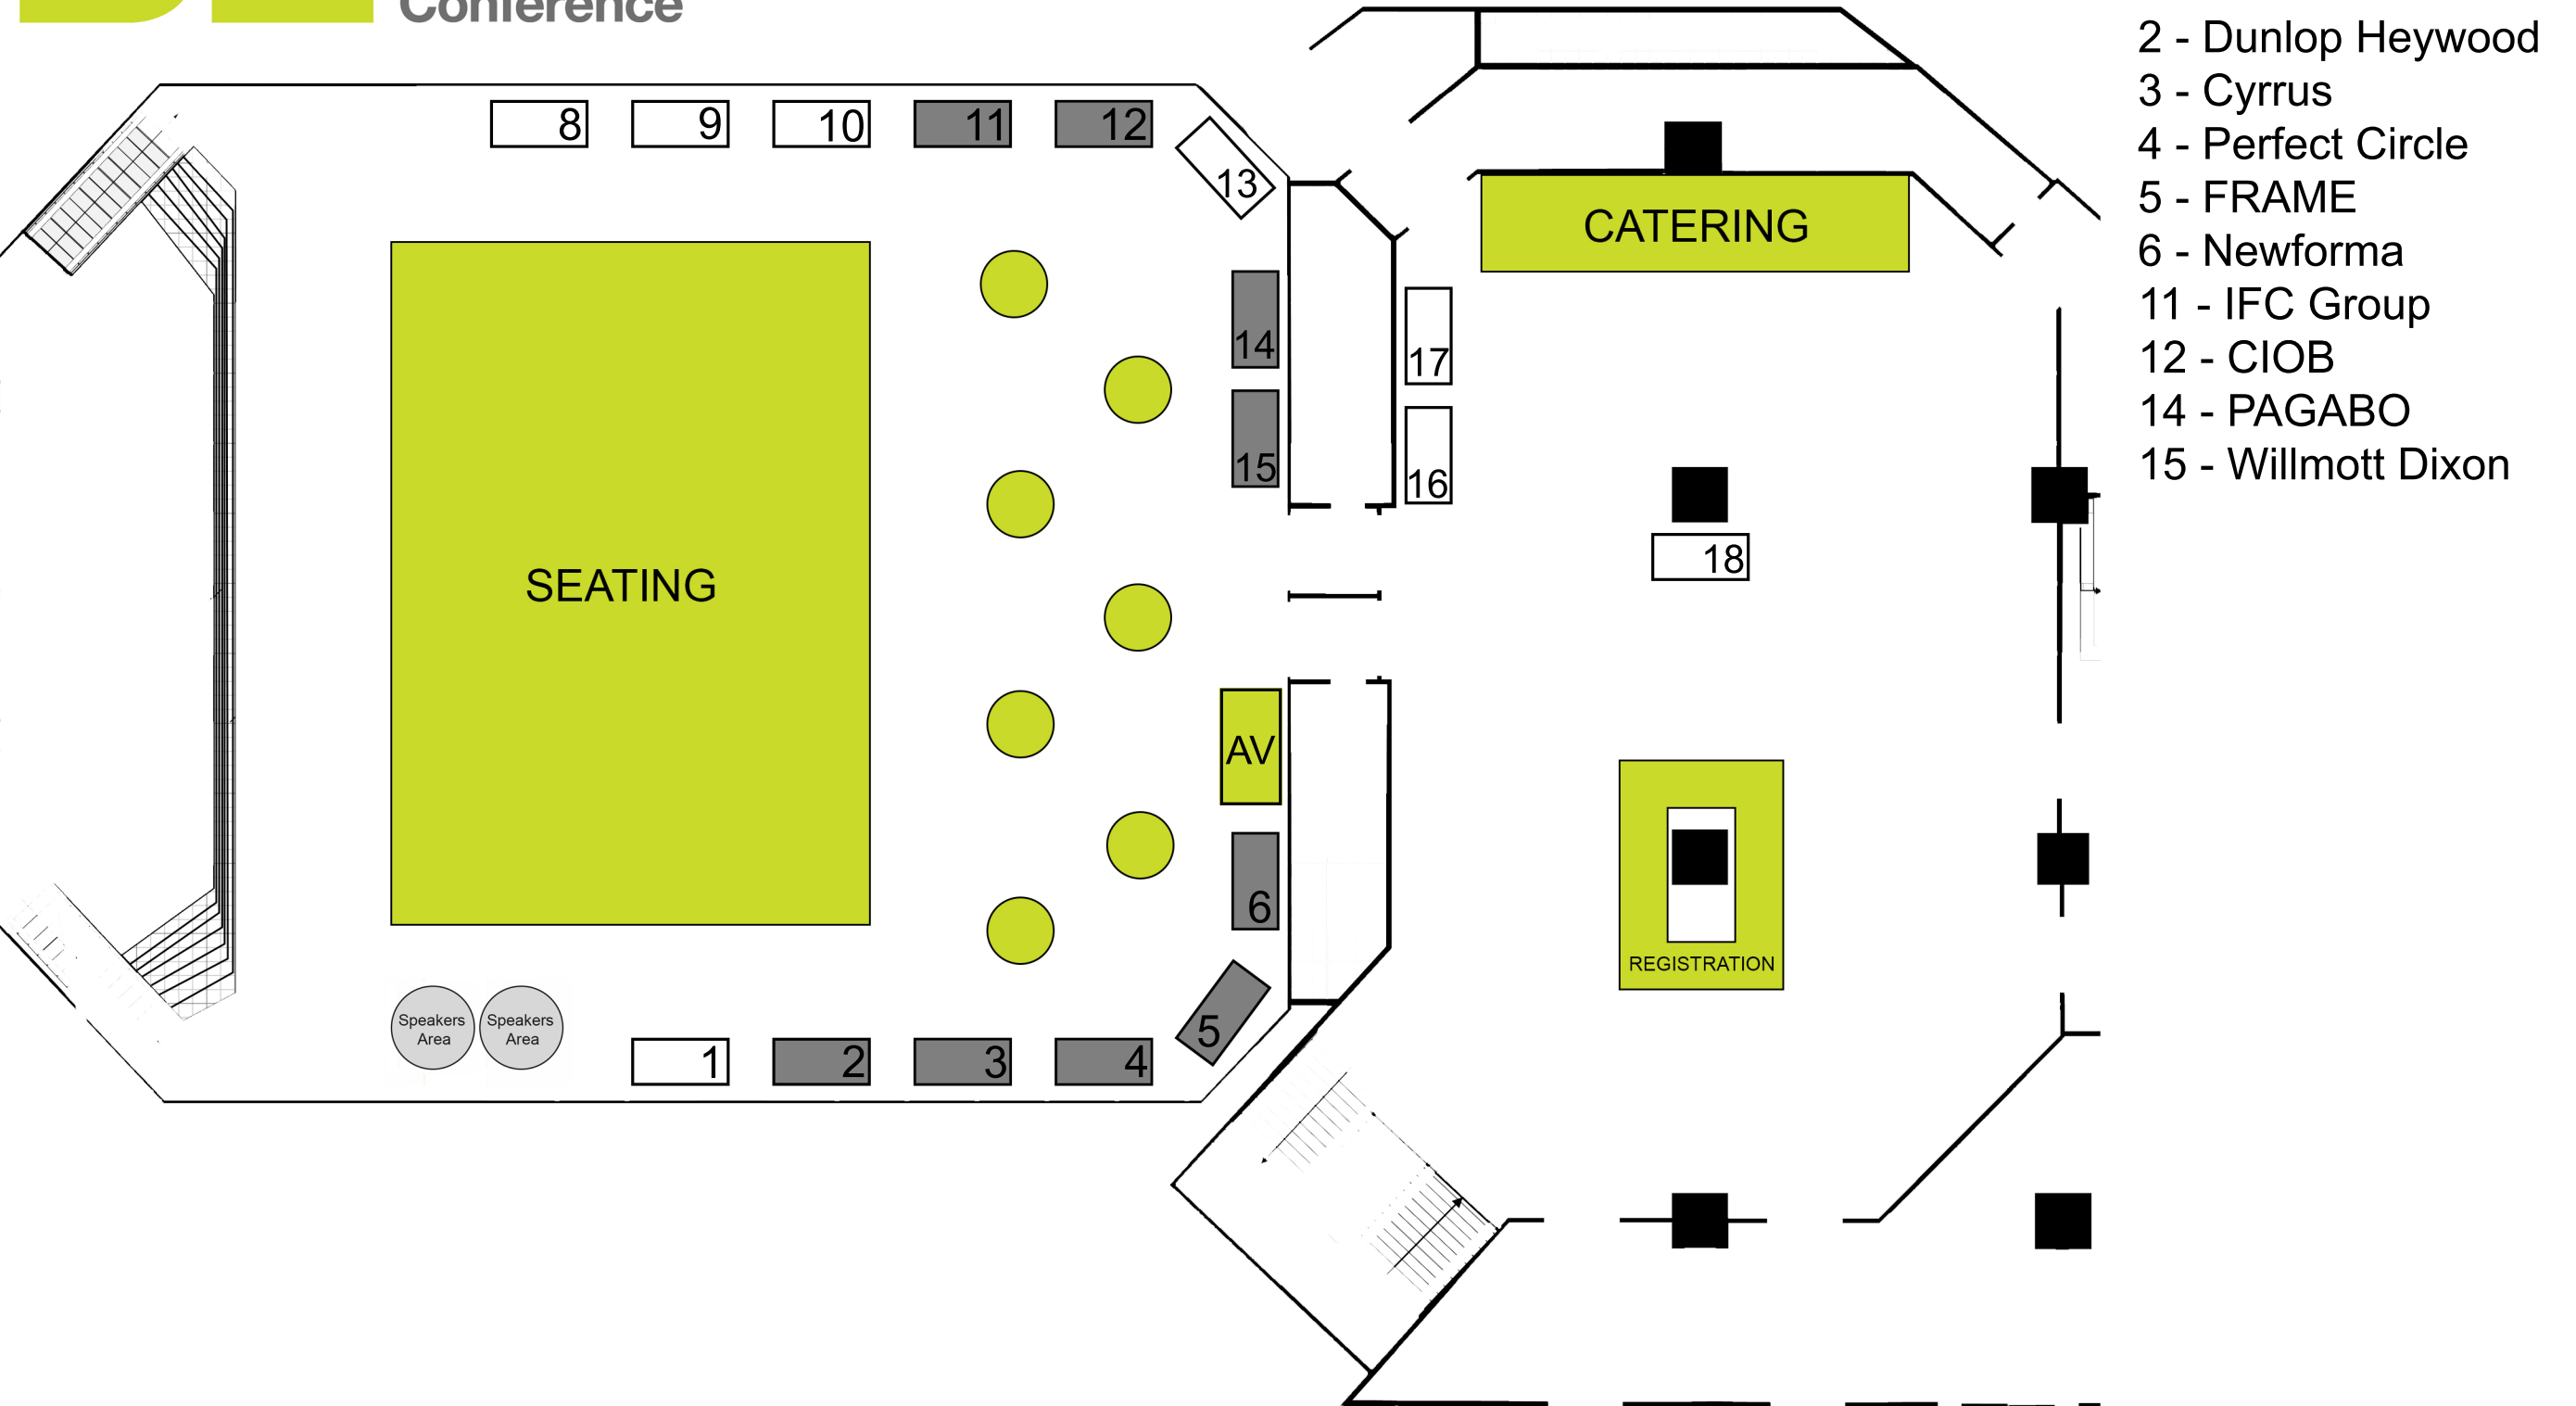 Conference
2 - Dunlop Heywood
3 - Cyrrus
4 - Perfect Circle
5 - FRAME
6 - Newforma
11 - IFC Group
12 - CIOB
14 - PAGABO
15 - Willmott Dixon
8
9
10
11
12
13
CATERING
14
17
15
16
SEATING
18
AV
6
REGISTRATION
Speakers
Area
Speakers
Area
5
1
2
3
4